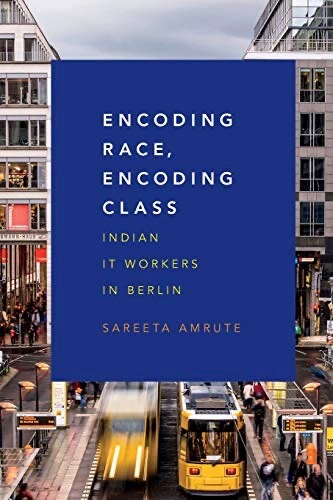 ENCODING
RACE,
ENCODING
CLASS
INDIAN
IT WORKERS
IN BERLIN
SAREETA AMRUTE